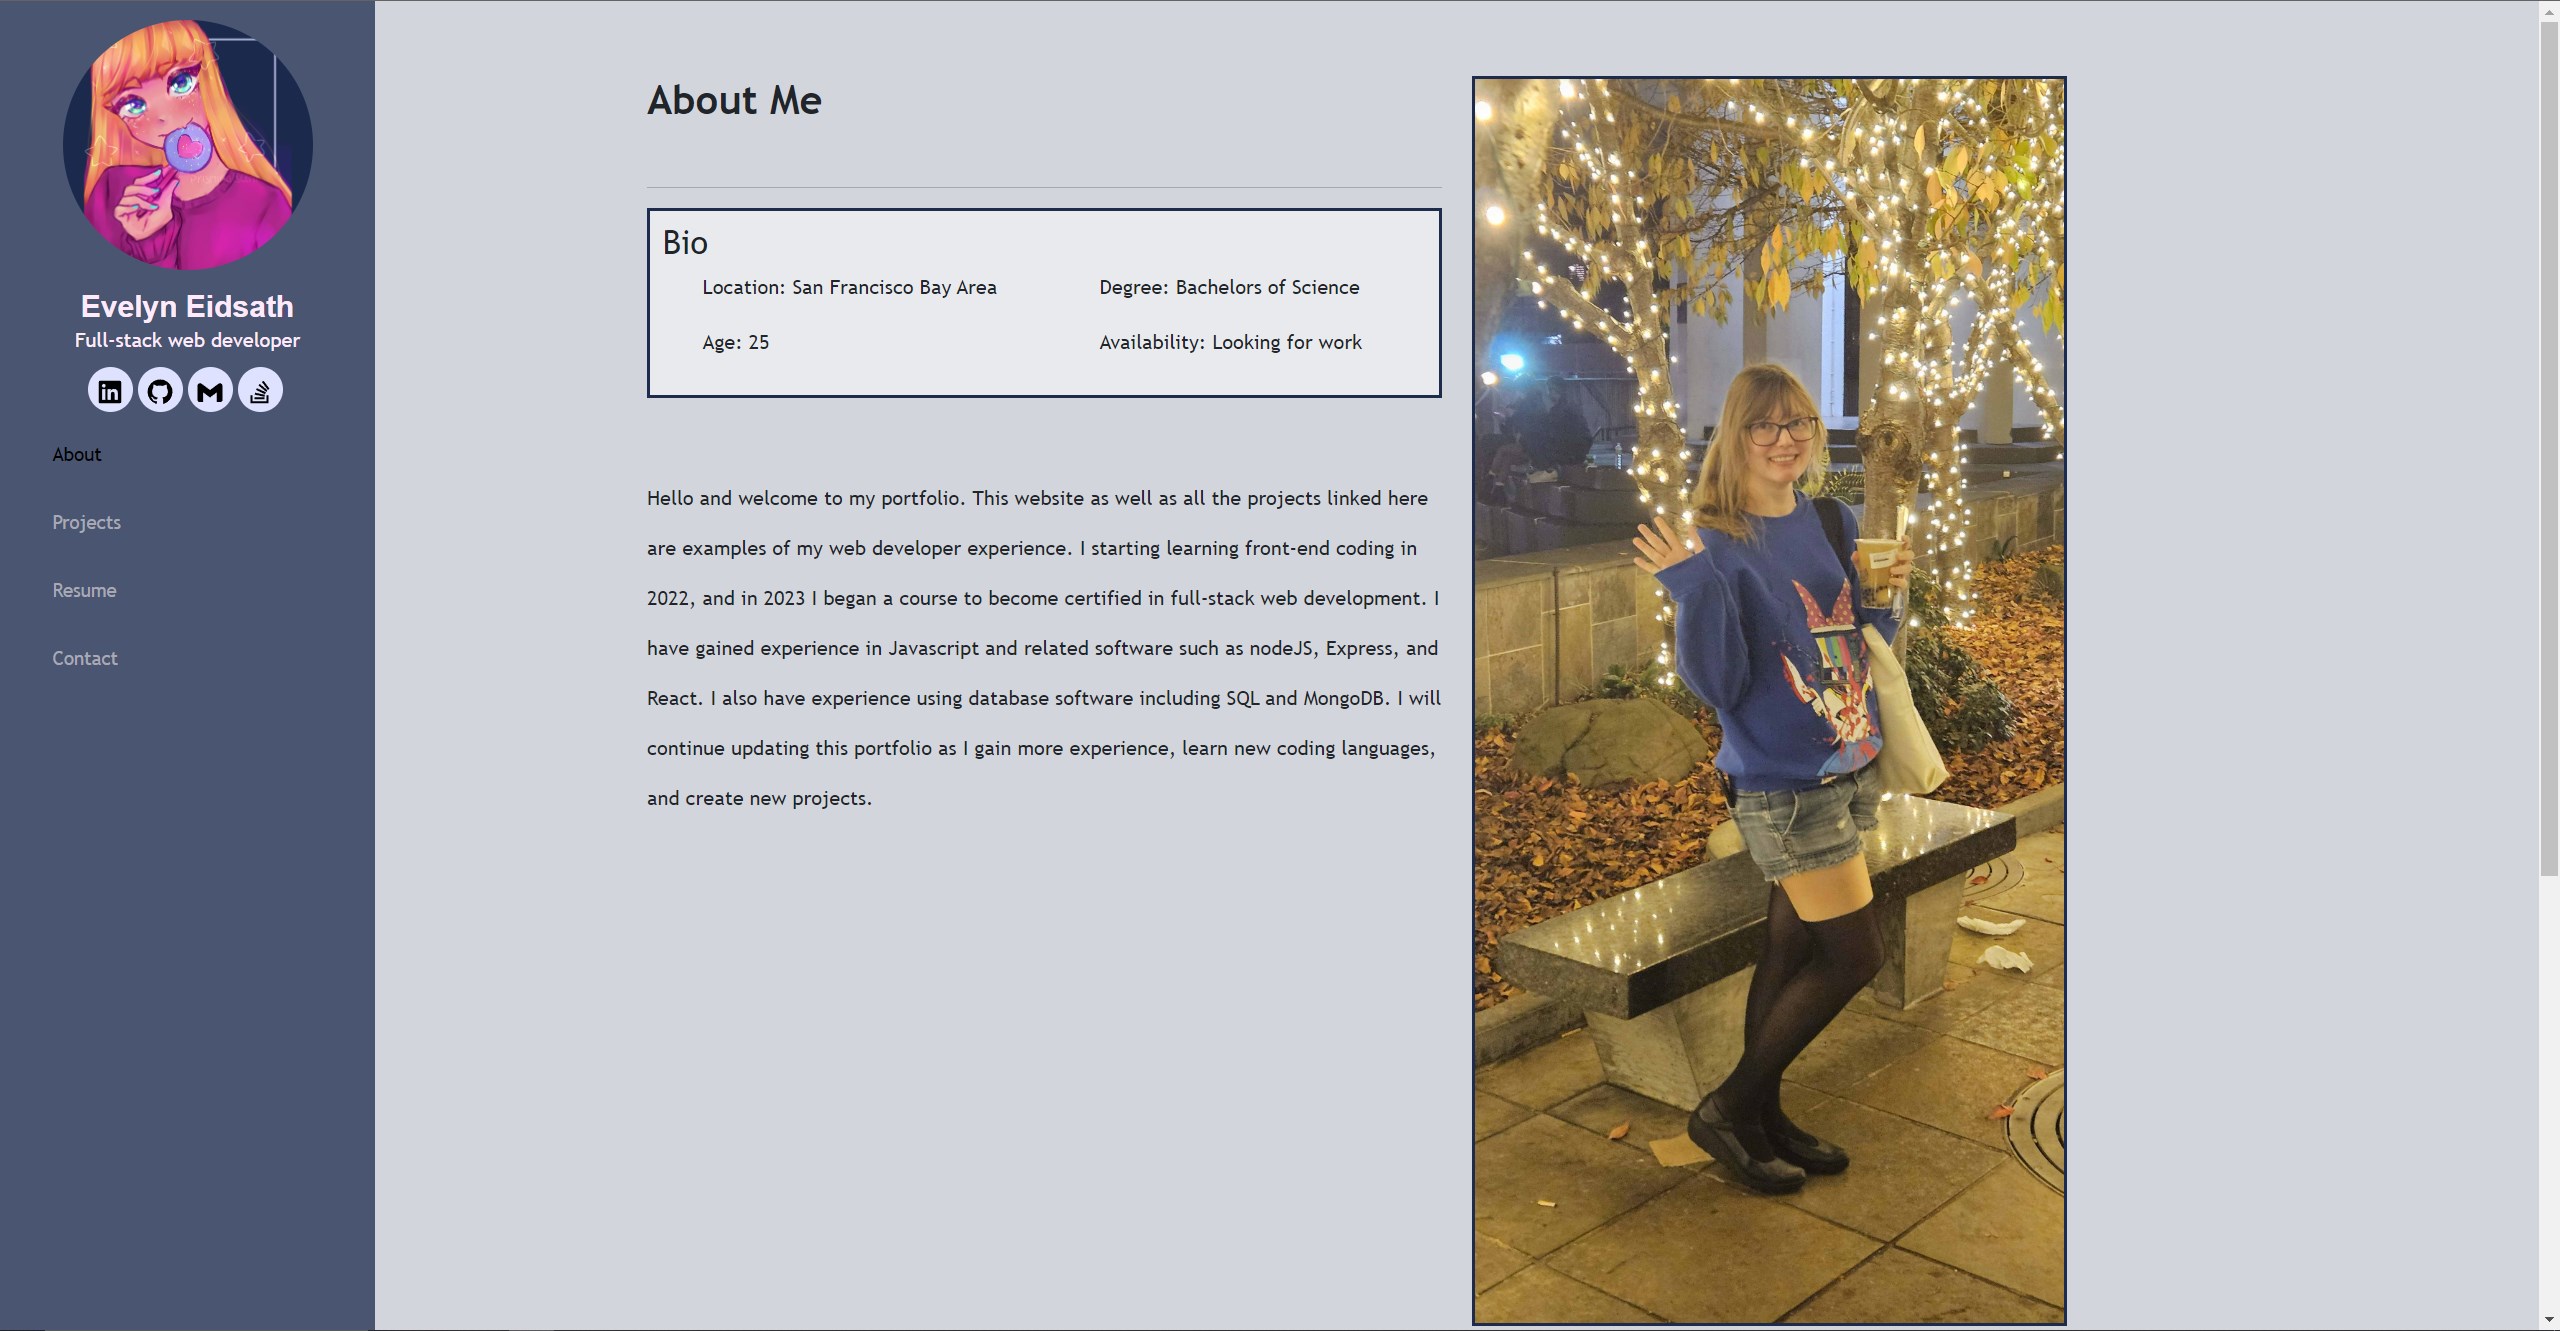 Evelyn Eidsath
Full-stack web developer
About
Projects
Resume
Contact
About Me
Bio
Location: San Francisco Bay Area
Degree: Bachelors of Science
Age: 25
Availability: Looking for work
Hello and welcome to my portfolio. This website as well as all the projects linked here
are examples of my web developer experience. I starting learning front-end coding in
2022, and in 2023 I began a course to become certified in full-stack web development. I
have gained experience in Javascript and related software such as nodeJS, Express, and
React. I also have experience using database software including SQL and MongoDB. I will
continue updating this portfolio as I gain more experience, learn new coding languages,
and create new projects.